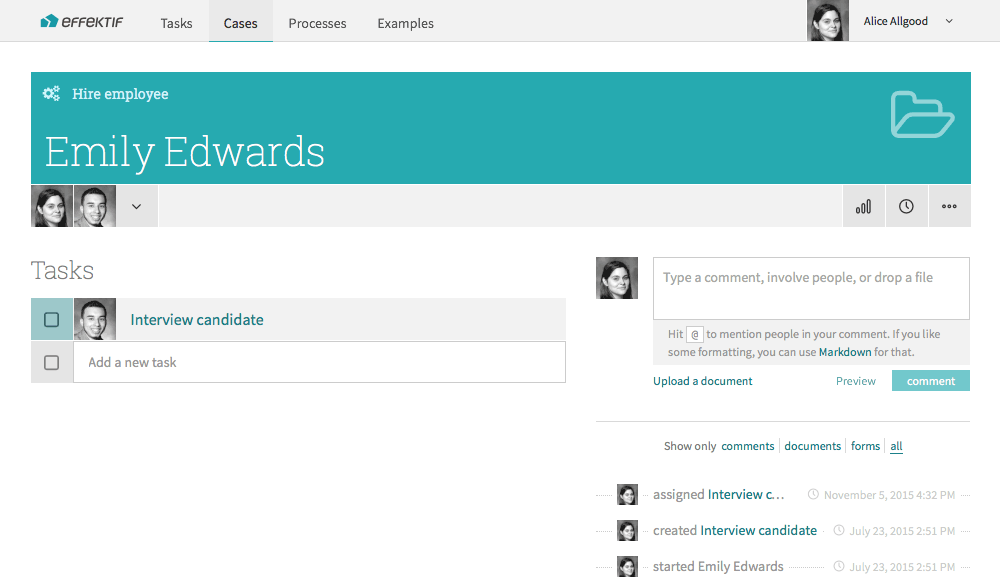 effektif
Tasks
Cases
Processes
Examples
Alice Allgood
Hire employee
Emily Edwards
Tasks
Interview candidate
Add a new task
Type a comment, involve people, or drop a file
Hit @ to mention people in your comment. If you like
some formatting, you can use Markdown for that.
Upload a document
Preview
comment
Show only comments documents forms all
assigned Interview c... November 5, 2015 4:32 PM
created Interview candidate July 23, 2015 2:51 PM
started Emily Edwards July 23, 2015 2:51 PM